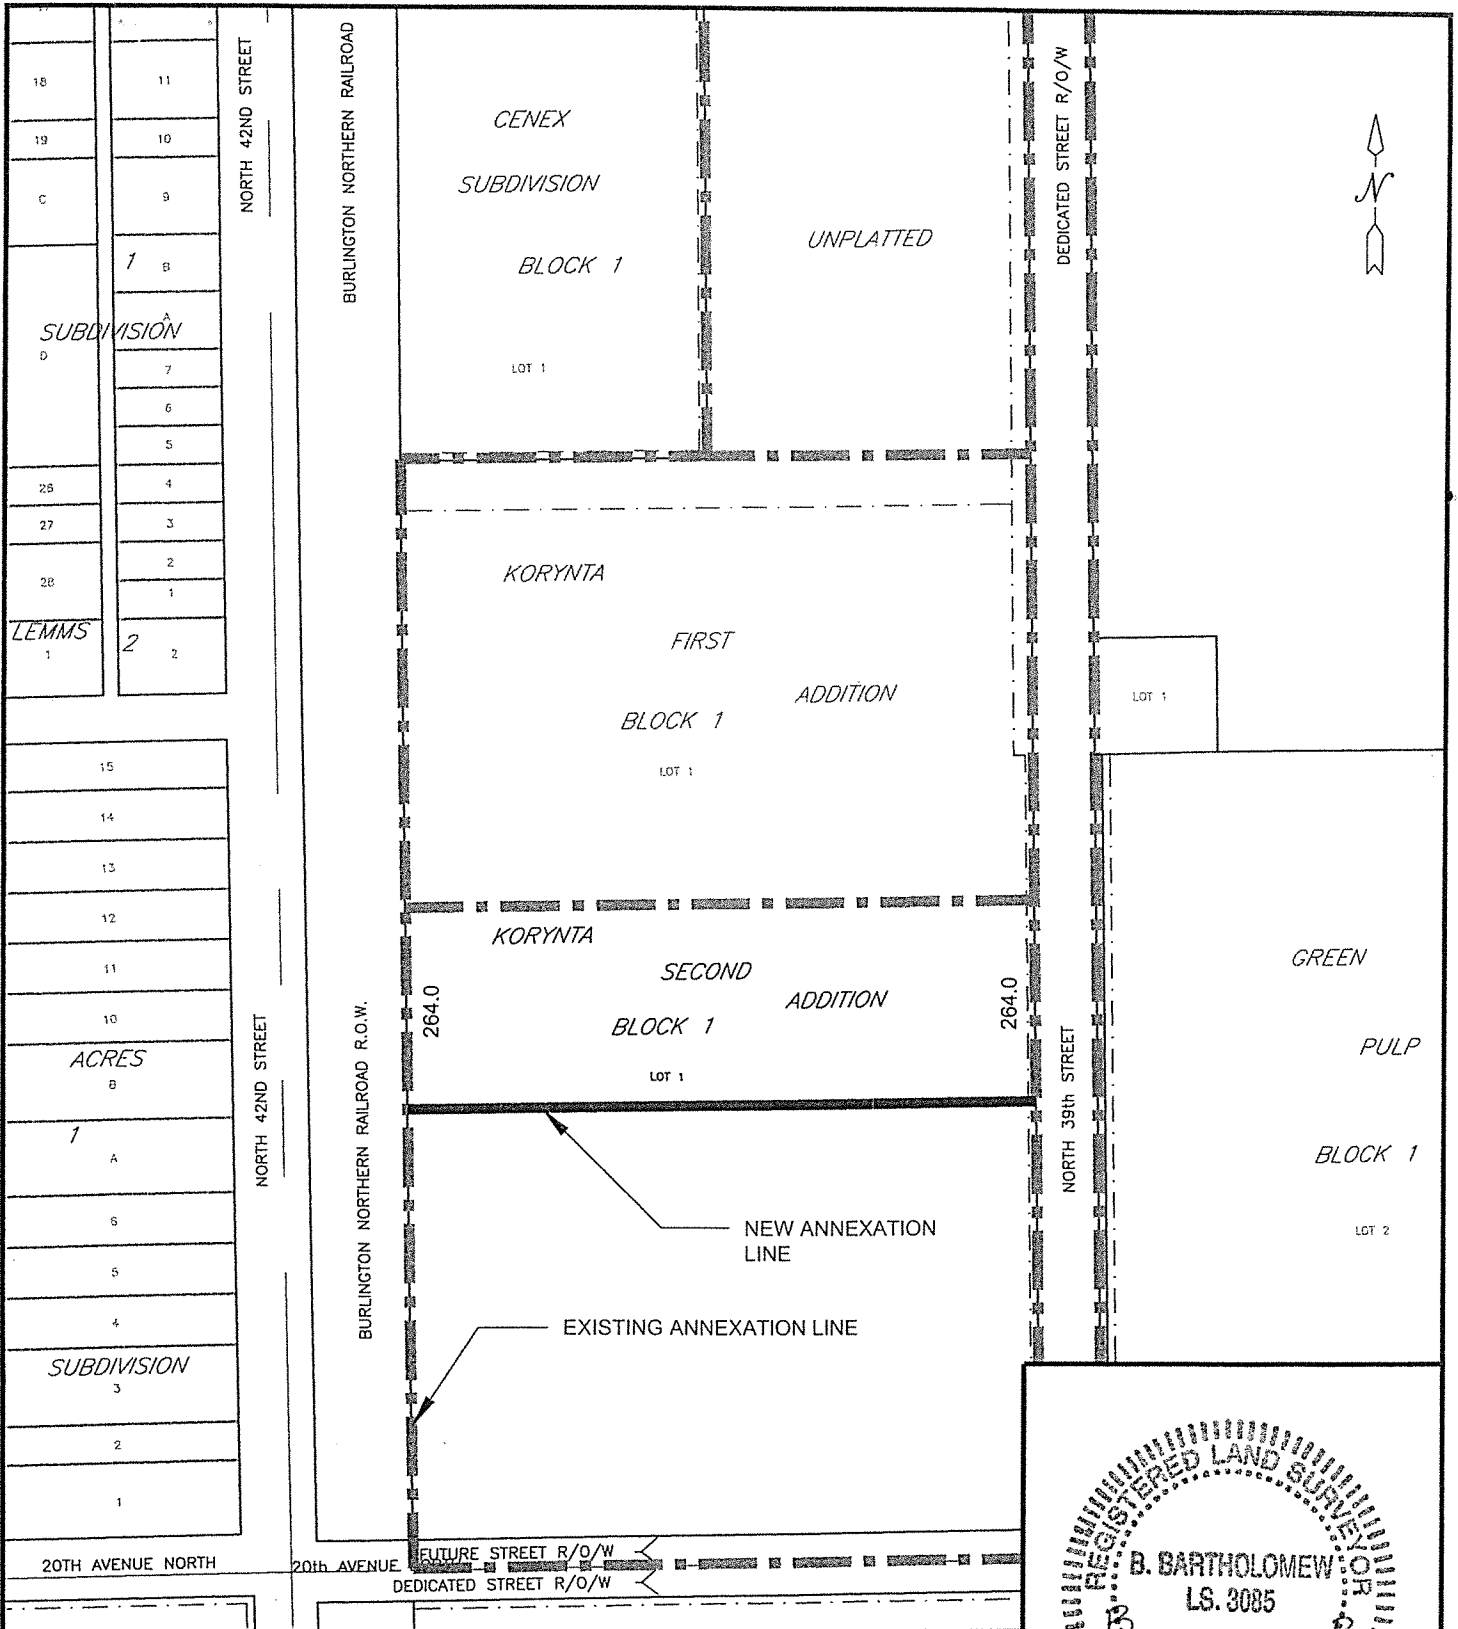 18
11
19
10
C
9
1
B
A
SUBDIVISION
D
7
6
5
26
4
27
3
28
2
1
LEMMS
1
2
2
15
14
13
12
11
10
ACRES
B
1
A
6
5
4
SUBDIVISION
3
2
1
20TH AVENUE NORTH
NORTH 42ND STREET
NORTH 42ND STREET
BURLINGTON NORTHERN RAILROAD
BURLINGTON NORTHERN RAILROAD R.O.W.
CENEX
SUBDIVISION
BLOCK 1
LOT 1
UNPLATTED
DEDICATED STREET R/O/W
N
KORYNTA
FIRST
ADDITION
BLOCK 1
LOT 1
LOT 1
KORYNTA
SECOND
ADDITION
BLOCK 1
LOT 1
264.0
264.0
NORTH 39th STREET
GREEN
PULP
BLOCK 1
LOT 2
NEW ANNEXATION
LINE
EXISTING ANNEXATION LINE
20th AVENUE
FUTURE STREET R/O/W
DEDICATED STREET R/O/W
REGISTERED LAND SURVEYOR
B. BARTHOLOMEW
LS. 3085